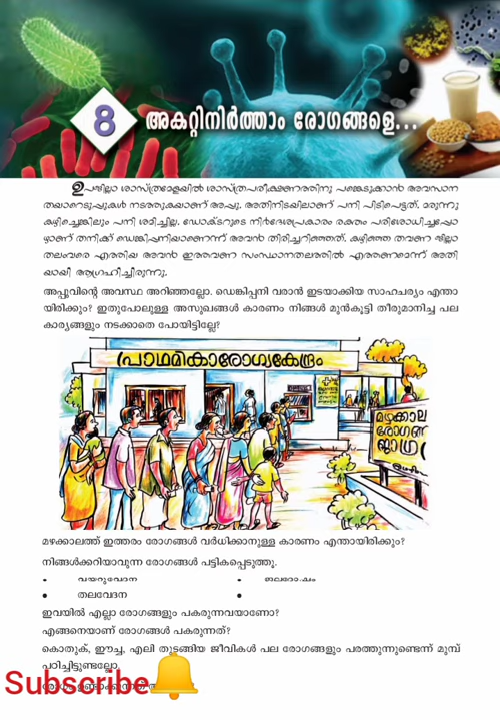 8 അകറ്റിനിർത്താം രോഗങ്ങളെ...
ഉപജില്ലാ ശാസ്ത്രമേളയിൽ ശാസ്ത്രപരീക്ഷണത്തിനു പങ്കെടുക്കാൻ അവസാന
തയാറെടുപ്പുകൾ നടത്തുകയാണ് അപ്പു. അതിനിടയിലാണ് പനി പിടിപെട്ടത്. മരുന്നു
കഴിച്ചെങ്കിലും പനി ശമിച്ചില്ല. ഡോക്ടറുടെ നിർദേശപ്രകാരം രക്തം പരിശോധിച്ചപ്പോ
ഴാണ് തനിക്ക് ഡെങ്കിപ്പനിയാണെന്ന് അവൻ തിരിച്ചറിഞ്ഞത്. കഴിഞ്ഞ തവണ ജില്ലാ
തലംവരെ എത്തിയ അവൻ ഇത്തവണ സംസ്ഥാനതലത്തിൽ എത്തണമെന്ന് അതി
യായി ആഗ്രഹിച്ചിരുന്നു.
അപ്പുവിന്റെ അവസ്ഥ അറിഞ്ഞല്ലോ. ഡെങ്കിപ്പനി വരാൻ ഇടയാക്കിയ സാഹചര്യം എന്താ
യിരിക്കും? ഇതുപോലുള്ള അസുഖങ്ങൾ കാരണം നിങ്ങൾ മുൻകൂട്ടി തീരുമാനിച്ച പല
കാര്യങ്ങളും നടക്കാതെ പോയിട്ടില്ലേ?
പ്രാഥമികാരോഗ്യകേന്ദ്രം
മഴക്കാല
രോഗങ്ങ
ജാഗ്ര
മഴക്കാലത്ത് ഇത്തരം രോഗങ്ങൾ വർധിക്കാനുള്ള കാരണം എന്തായിരിക്കും?
നിങ്ങൾക്കറിയാവുന്ന രോഗങ്ങൾ പട്ടികപ്പെടുത്തൂ.
• വയറുവേദന • ജലദോഷം
• തലവേദന •
ഇവയിൽ എല്ലാ രോഗങ്ങളും പകരുന്നവയാണോ?
എങ്ങനെയാണ് രോഗങ്ങൾ പകരുന്നത്?
കൊതുക്, ഈച്ച, എലി തുടങ്ങിയ ജീവികൾ പല രോഗങ്ങളും പരത്തുന്നുണ്ടെന്ന് മുമ്പ്
പഠിച്ചിട്ടുണ്ടല്ലോ.
Subscribe